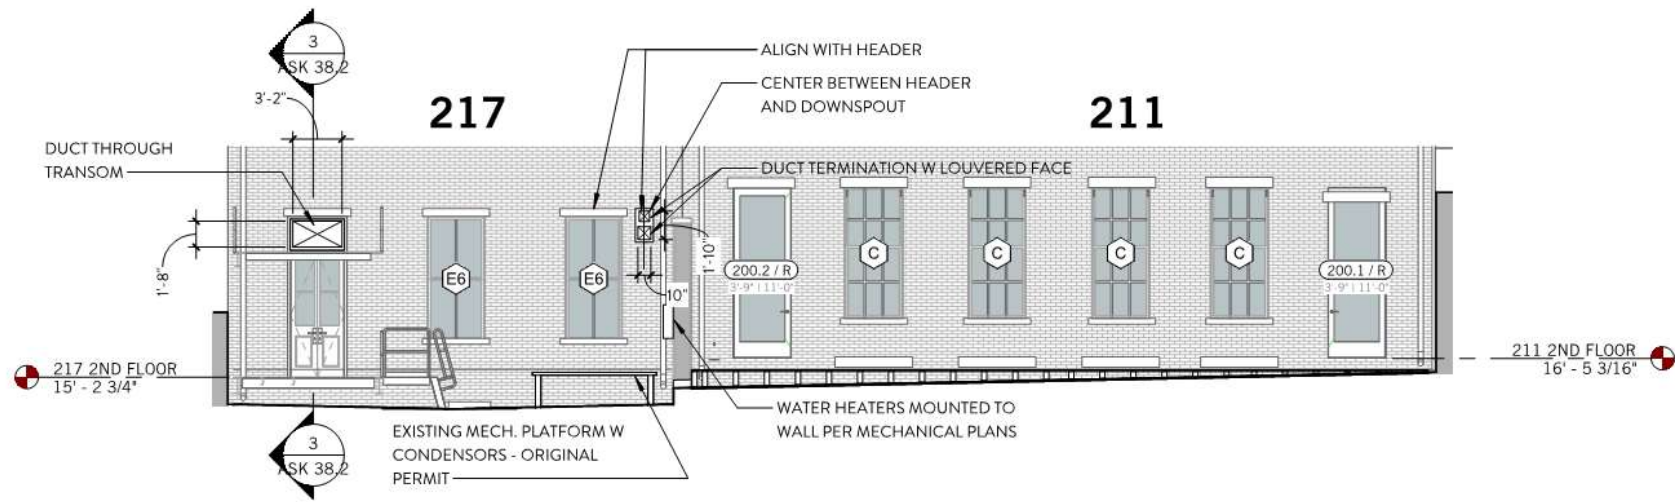 3
ASK 38.2
3'-2"
217
211
ALIGN WITH HEADER
CENTER BETWEEN HEADER
AND DOWNSPOUT
DUCT THROUGH
TRANSOM
DUCT TERMINATION W LOUVERED FACE
1'-8"
E6
E6
1'-10"
10"
200.2 / R
3'-9" | 11'-0"
C
C
C
C
200.1 / R
3'-9" | 11'-0"
217 2ND FLOOR
15' - 2 3/4"
211 2ND FLOOR
16' - 5 3/16"
WATER HEATERS MOUNTED TO
WALL PER MECHANICAL PLANS
EXISTING MECH. PLATFORM W
CONDENSORS - ORIGINAL
PERMIT
3
ASK 38.2